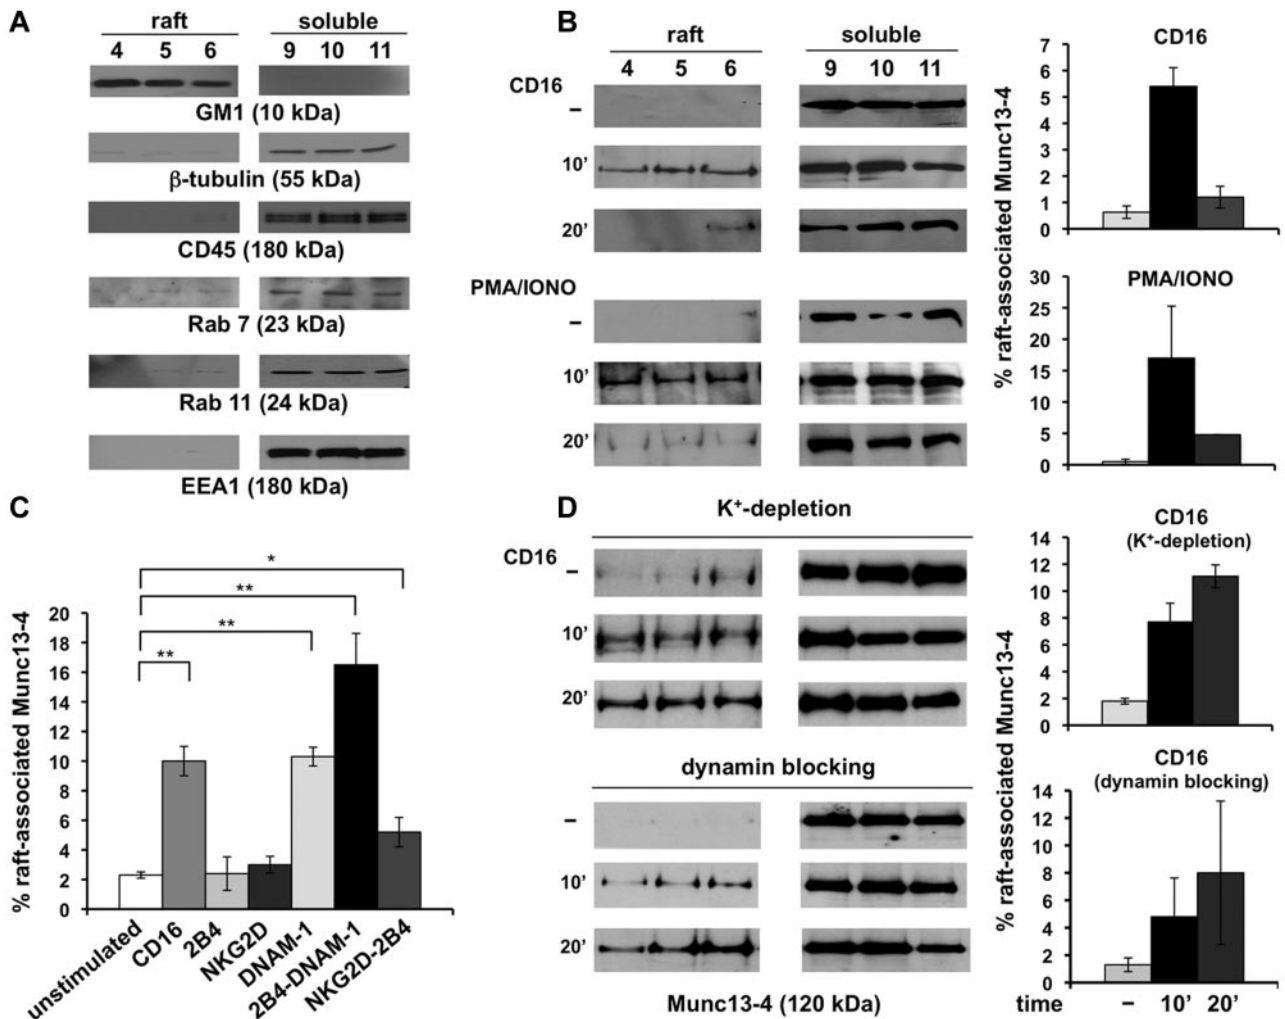 A
raft soluble
4 5 6 9 10 11
GM1 (10 kDa)
β-tubulin (55 kDa)
CD45 (180 kDa)
Rab 7 (23 kDa)
Rab 11 (24 kDa)
EEA1 (180 kDa)
B
raft soluble
4 5 6 9 10 11
CD16
–
10’
20’
PMA/IONO
–
10’
20’
% raft-associated Munc13-4
CD16
7
6
5
4
3
2
1
0
PMA/IONO
30
25
20
15
10
5
0
C
% raft-associated Munc13-4
20
18
16
14
12
10
8
6
4
2
0
*
**
**
**
unstimulated
CD16
2B4
NKG2D
DNAM-1
2B4-DNAM-1
NKG2D-2B4
D
K⁺-depletion
CD16
–
10’
20’
dynamin blocking
–
10’
20’
Munc13-4 (120 kDa)
% raft-associated Munc13-4
CD16
(K⁺-depletion)
14
12
10
8
6
4
2
0
CD16
(dynamin blocking)
14
12
10
8
6
4
2
0
time – 10’ 20’